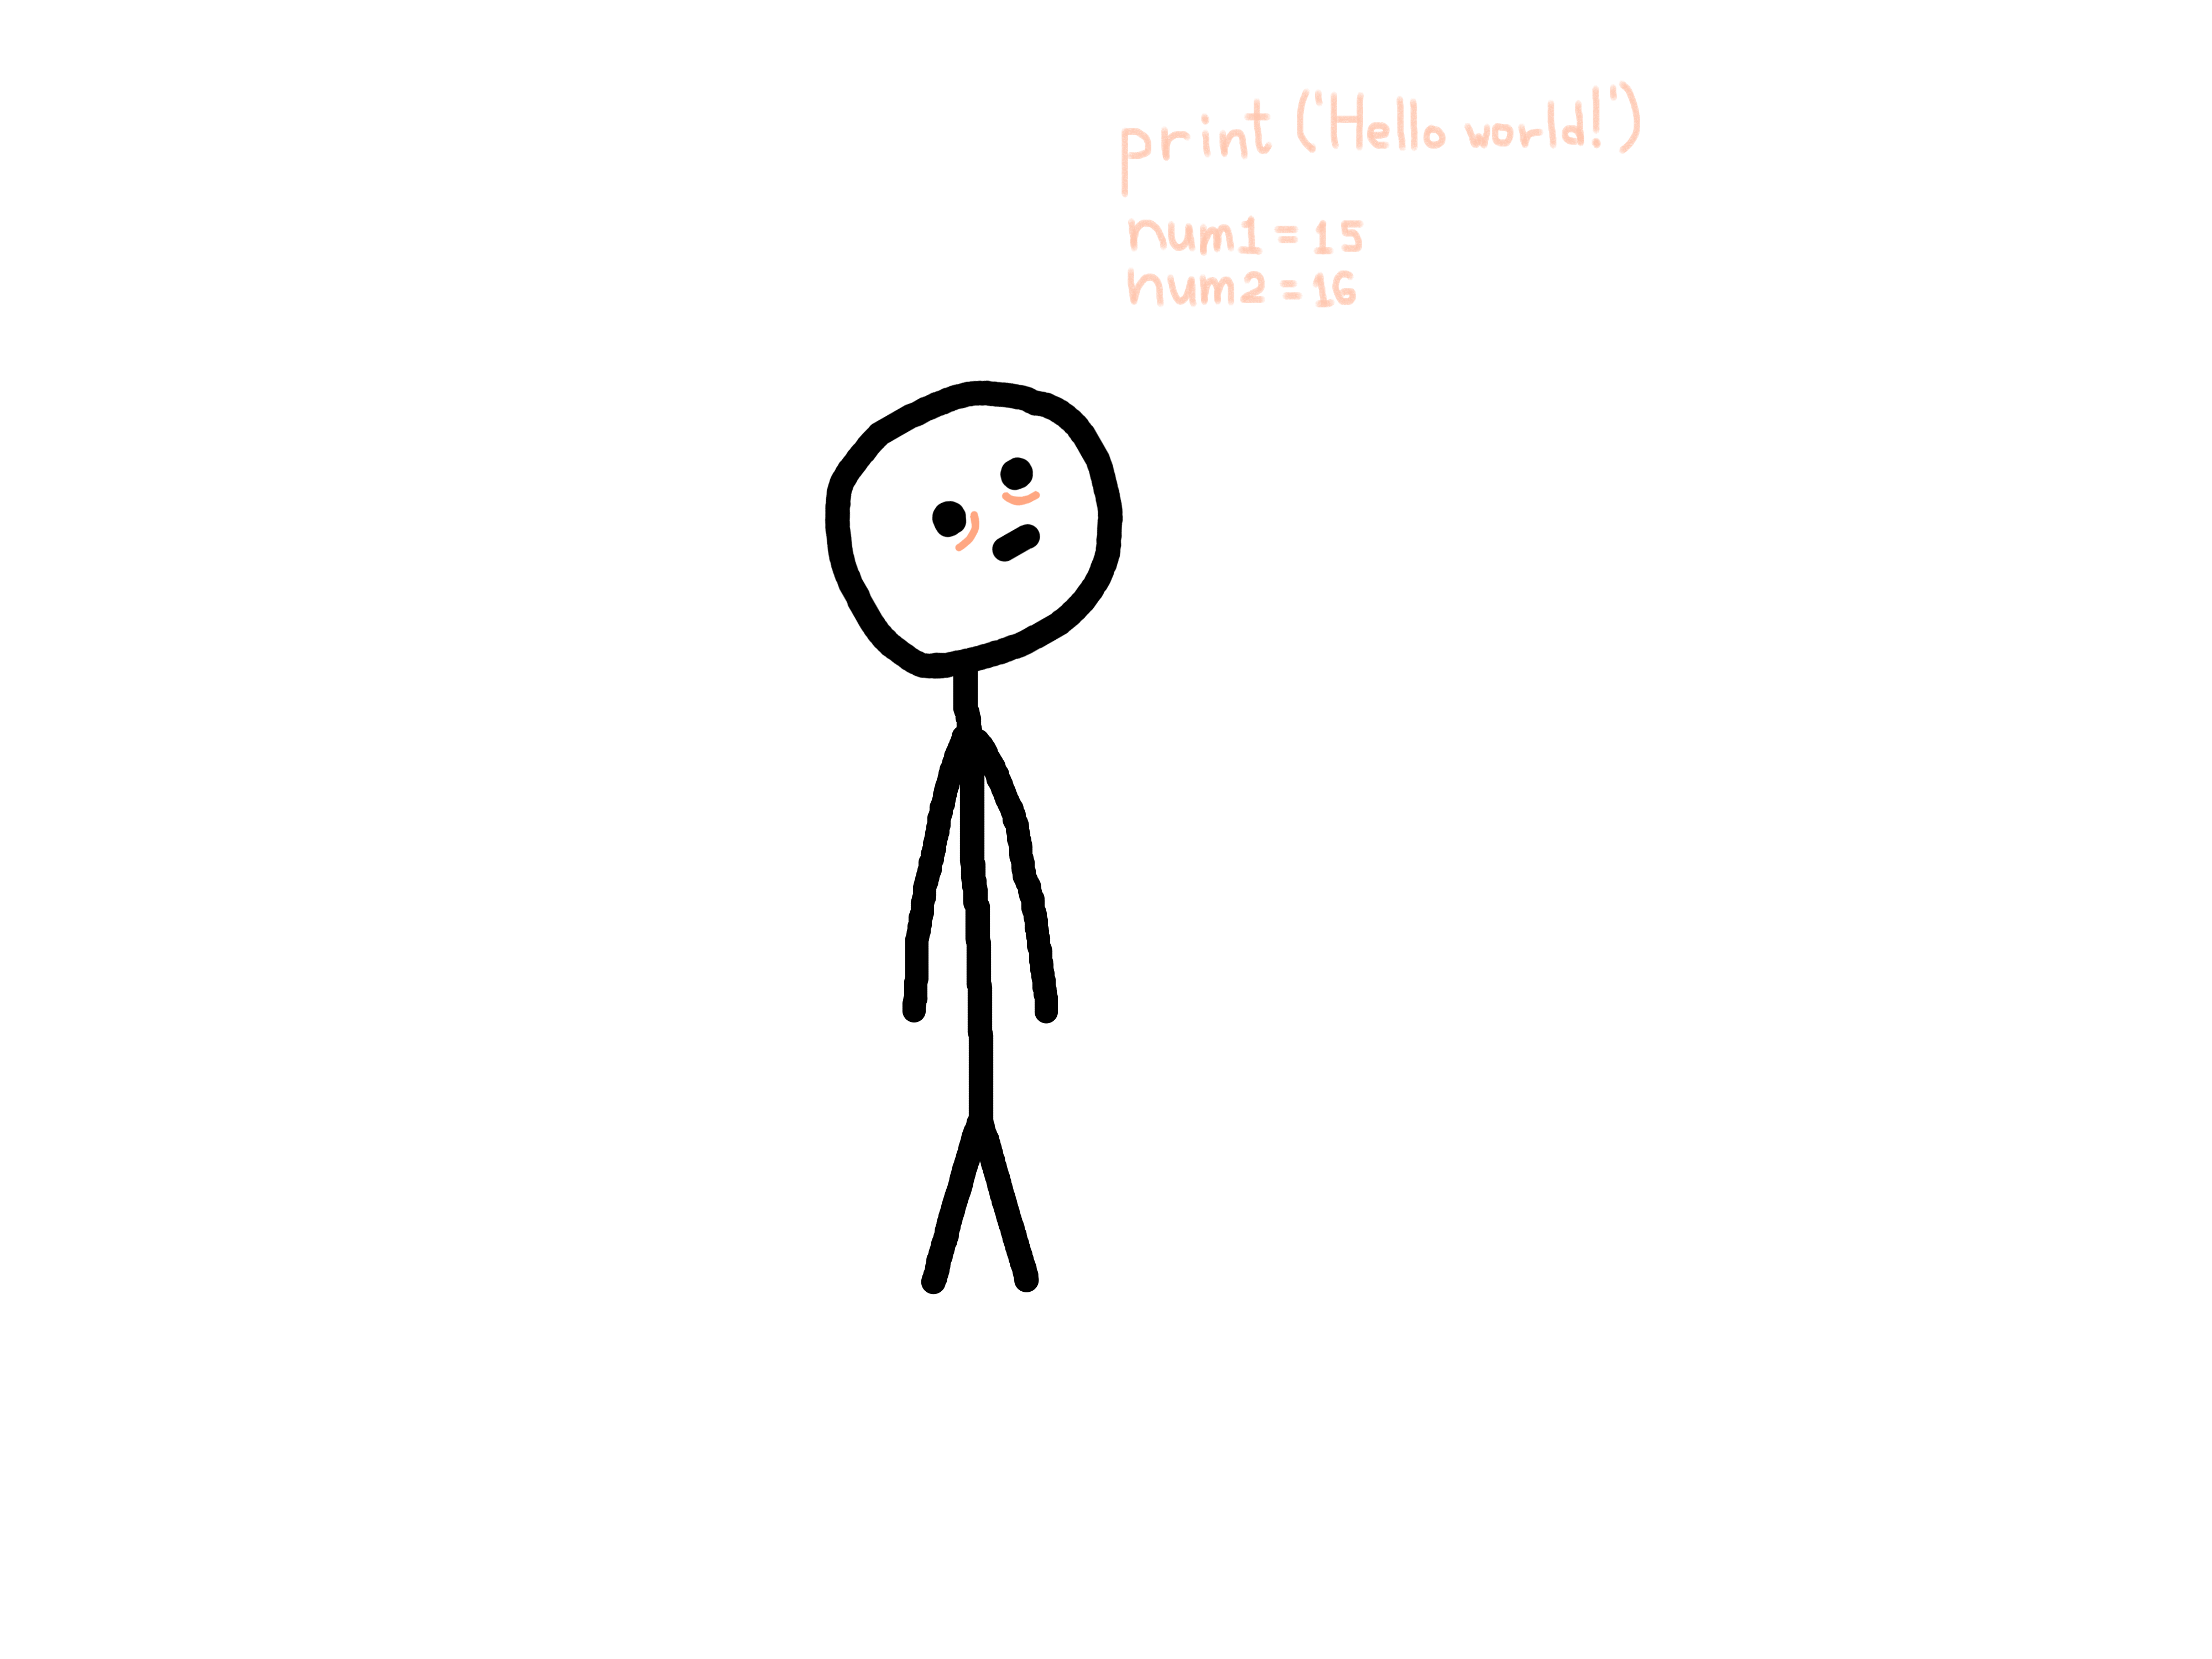 print ('Hello world!')
num1 = 15
num2 = 16